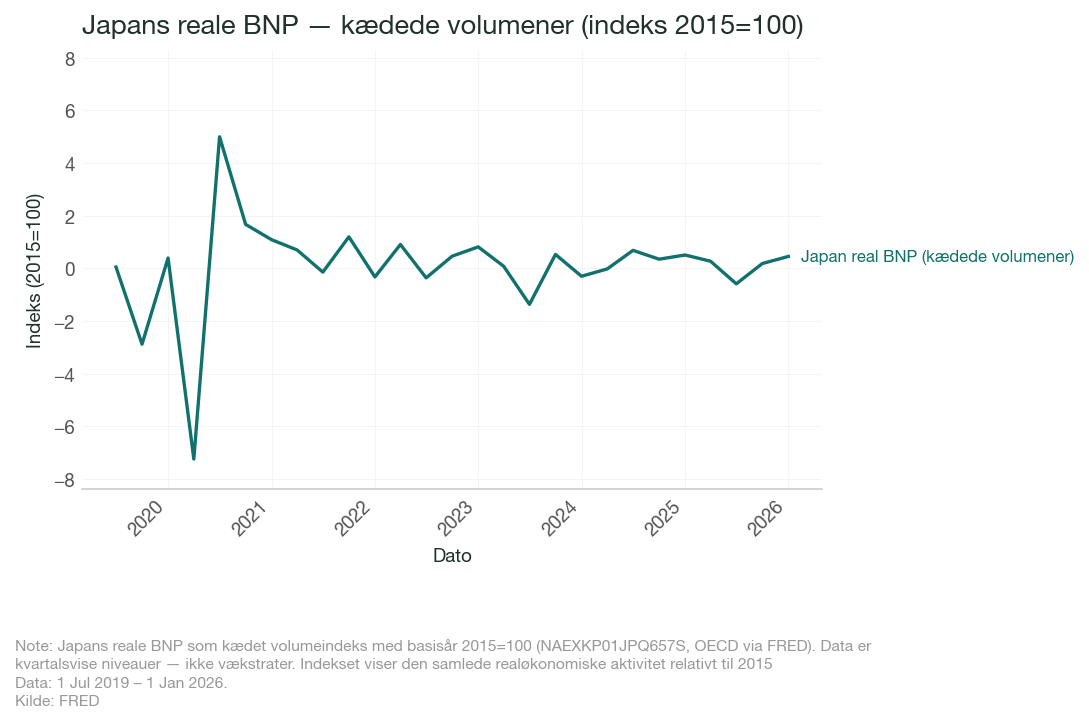 Japans reale BNP — kædede volumener (indeks 2015=100)
8
6
4
2
0
–2
–4
–6
–8
Indeks (2015=100)
Japan real BNP (kædede volumener)
2020
2021
2022
2023
2024
2025
2026
Dato
Note: Japans reale BNP som kædet volumeindeks med basisår 2015=100 (NAEXKP01JPQ657S, OECD via FRED). Data er
kvartalsvise niveauer — ikke vækstrater. Indekset viser den samlede realøkonomiske aktivitet relativt til 2015
Data: 1 Jul 2019 – 1 Jan 2026.
Kilde: FRED